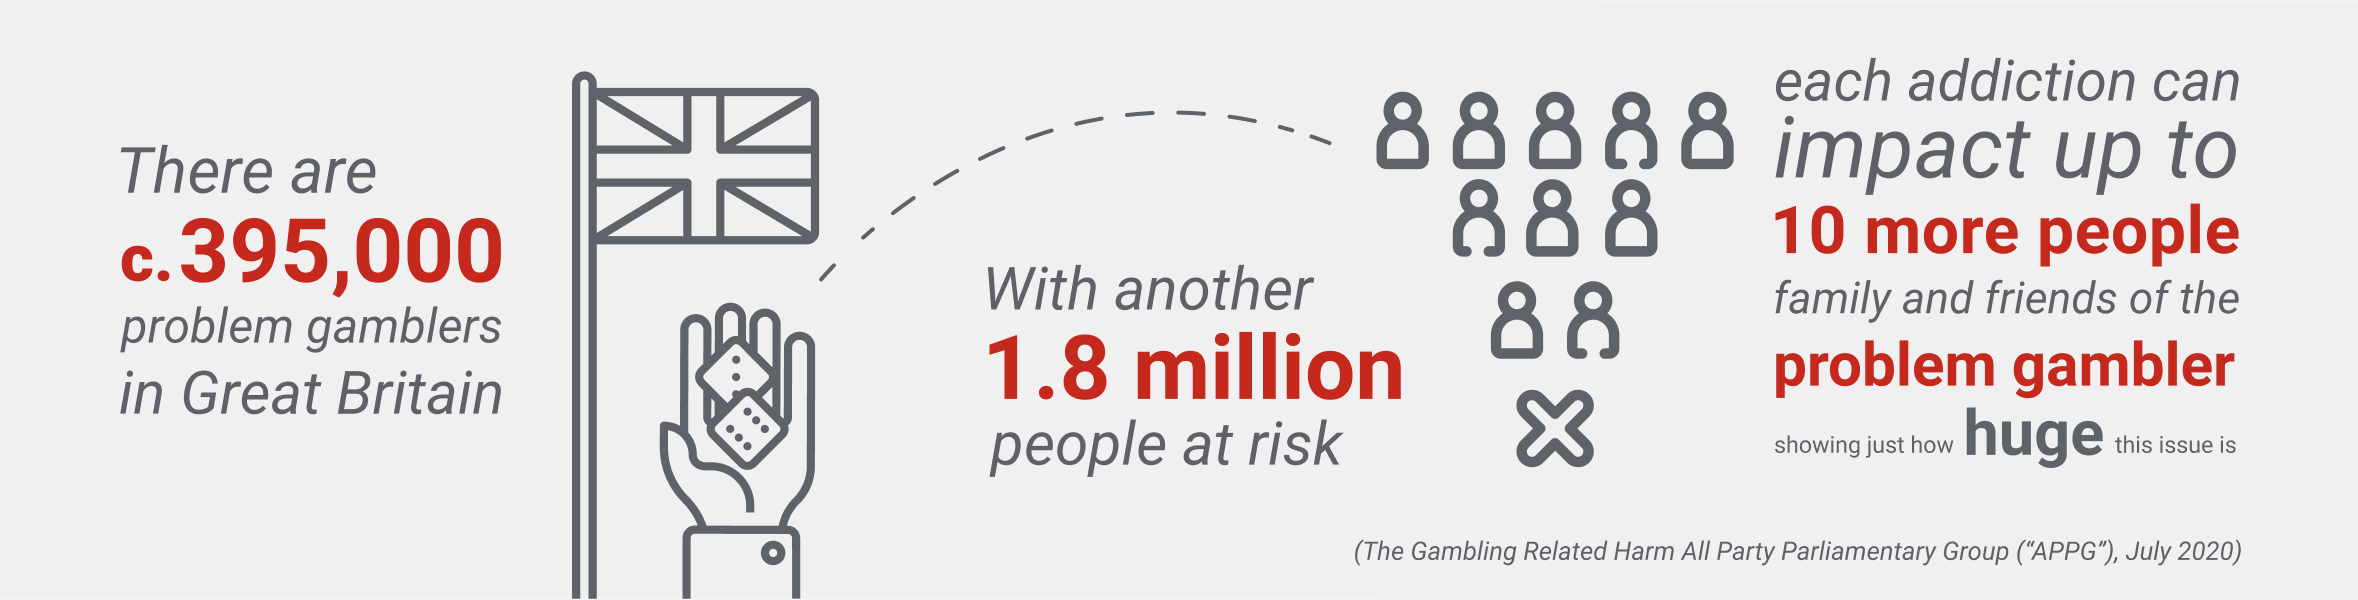 There are
c.395,000
problem gamblers
in Great Britain
With another
1.8 million
people at risk
each addiction can
impact up to
10 more people
family and friends of the
problem gambler
showing just how huge this issue is
(The Gambling Related Harm All Party Parliamentary Group (“APPG”), July 2020)